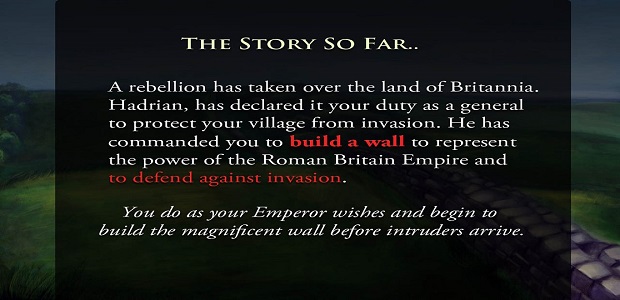 The Story So Far..
A rebellion has taken over the land of Britannia.
Hadrian, has declared it your duty as a general
to protect your village from invasion. He has
commanded you to build a wall to represent
the power of the Roman Britain Empire and
to defend against invasion.
You do as your Emperor wishes and begin to
build the magnificent wall before intruders arrive.